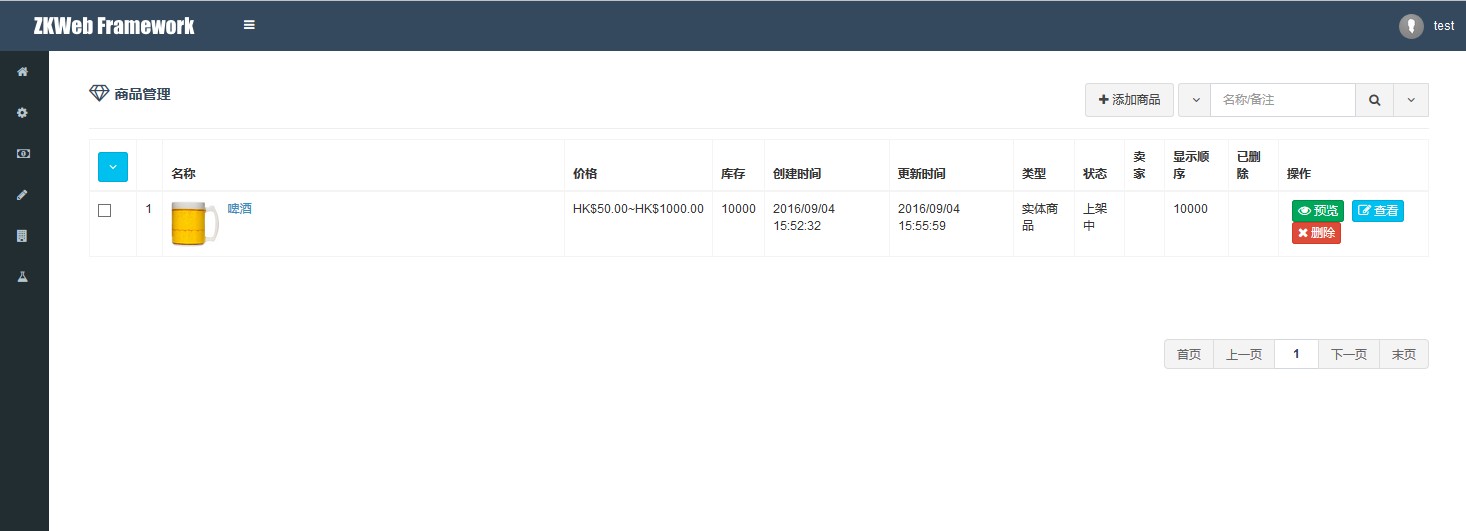 ZKWeb Framework
test
商品管理
添加商品
名称/备注
名称 价格 库存 创建时间 更新时间 类型 状态 卖家 显示顺序 已删除 操作
1 啤酒 HK$50.00~HK$1000.00 10000 2016/09/04 15:52:32 2016/09/04 15:55:59 实体商品 上架中 10000 预览 查看
删除
首页 上一页 1 下一页 末页